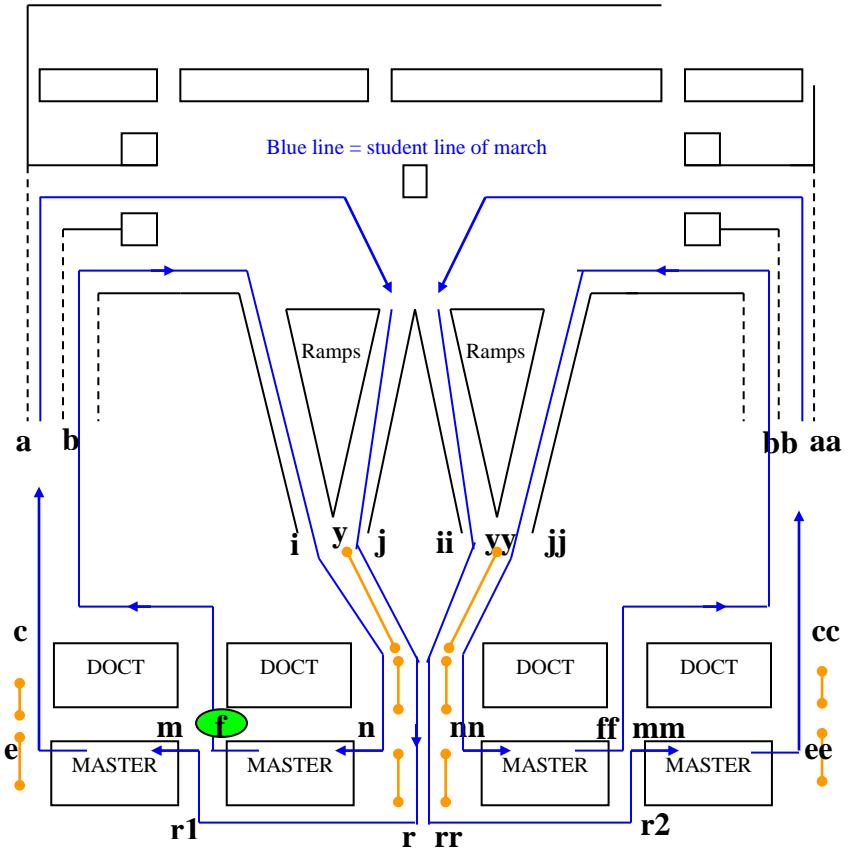 Blue line = student line of march
Ramps Ramps
a b bb aa
i y j ii yy jj
c cc
DOCT DOCT DOCT DOCT
m f n nn ff mm
e ee
MASTER MASTER MASTER MASTER
r1 r rr r2